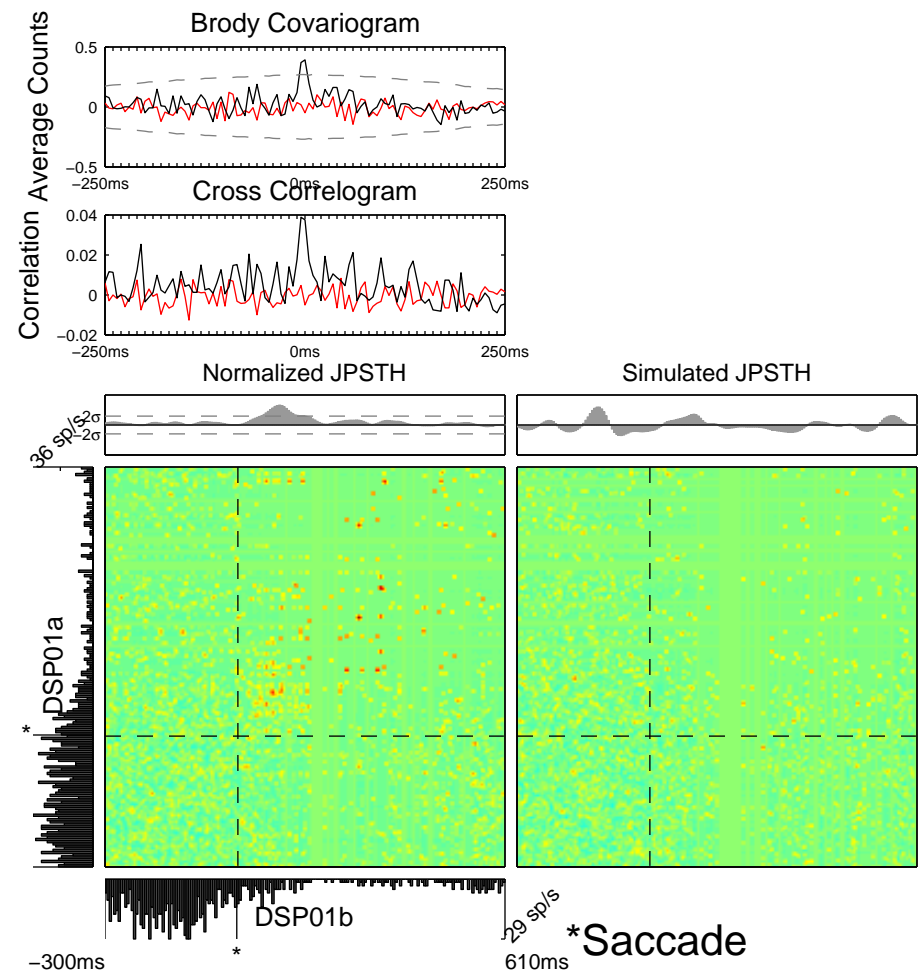 Brody Covariogram
Average Counts
0.5
0
−0.5
−250ms
0ms
250ms
Cross Correlogram
Correlation
0.04
0.02
0
−0.02
−250ms
0ms
250ms
Normalized JPSTH
Simulated JPSTH
2σ
−2σ
36 sp/s
DSP01a
*
DSP01b
*
29 sp/s
*Saccade
−300ms
610ms